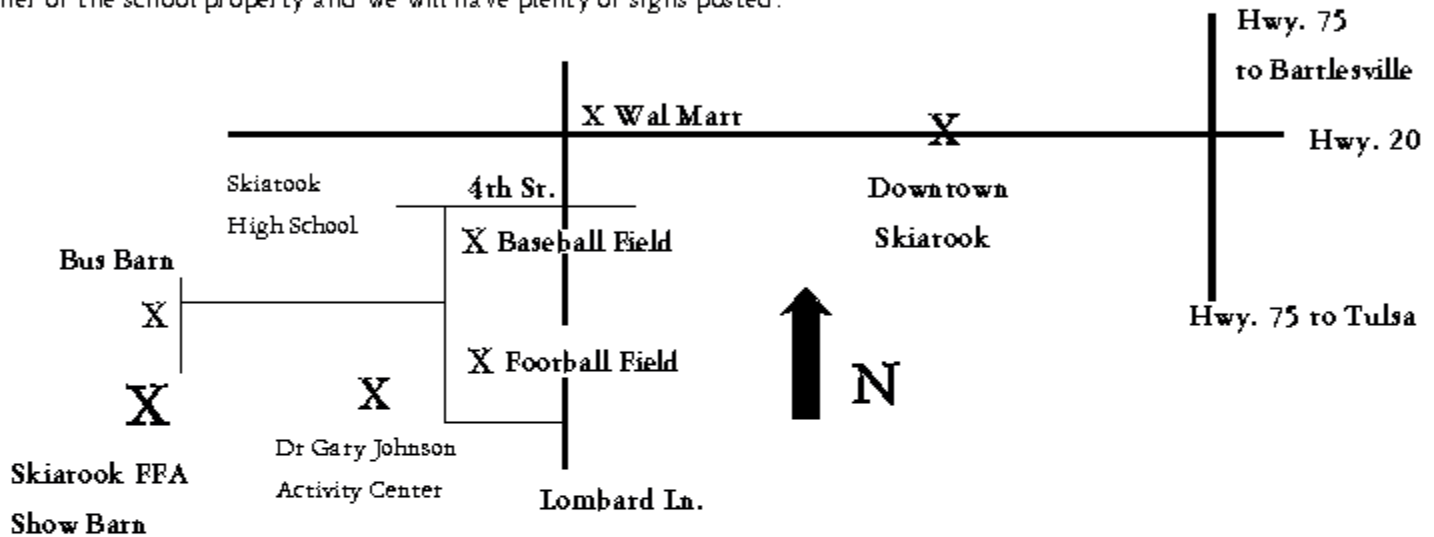 ner of the school property and we will have plenty of signs posted.
Hwy. 75
to Bartlesville
X Wal Mart
X
Hwy. 20
Skiatook
High School
4th St.
Downtown
Skiatook
X Baseball Field
Bus Barn
X
Hwy. 75 to Tulsa
X Football Field
N
X
X
Dr Gary Johnson
Activity Center
Skiatook FFA
Show Barn
Lombard Ln.